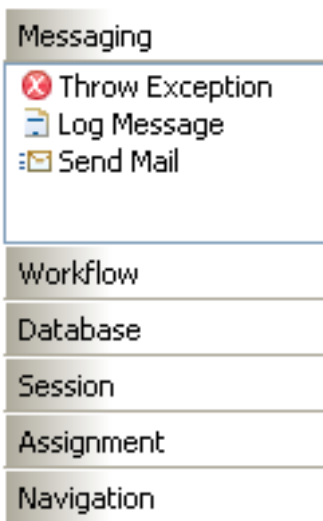 Messaging
Throw Exception
Log Message
Send Mail
Workflow
Database
Session
Assignment
Navigation